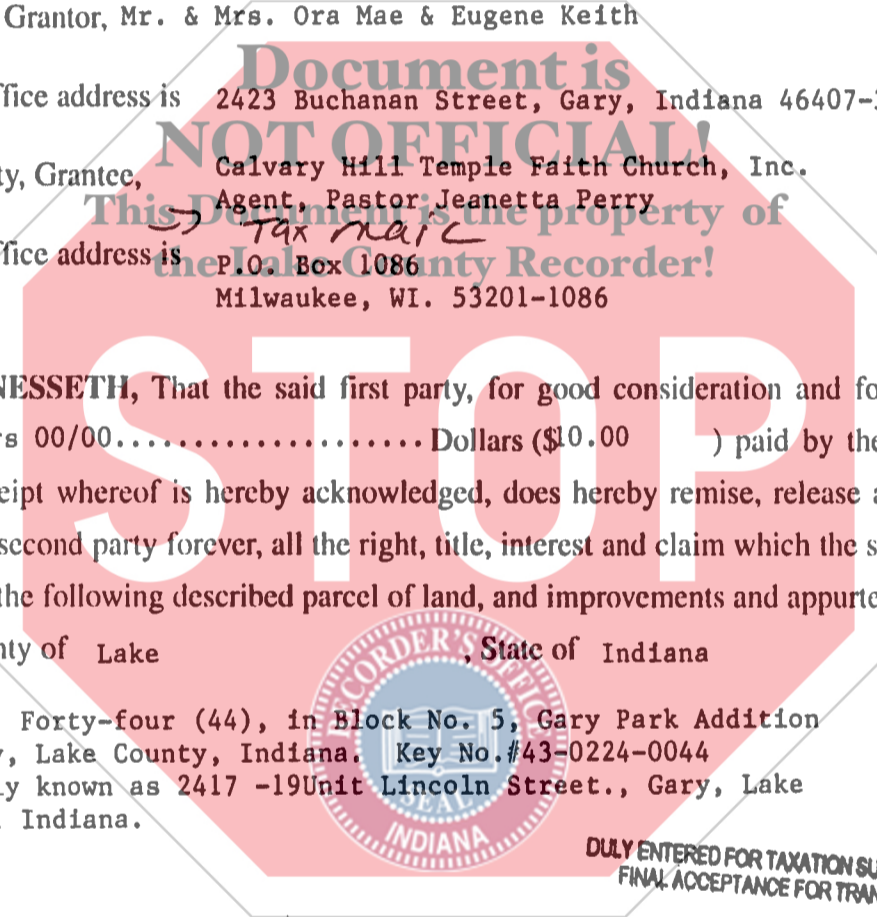 Grantor, Mr. & Mrs. Ora Mae & Eugene Keith
Document is
ffice address is 2423 Buchanan Street, Gary, Indiana 46407-
NOT OFFICIAL!
ty, Grantee, Calvary Hill Temple Faith Church, Inc.
Agent, Pastor Jeanetta Perry
This Document is the property of
Tax mail
ffice address is P.O. Box 1086
the Lake County Recorder!
Milwaukee, WI. 53201-1086
STOP
NESSETH, That the said first party, for good consideration and fo
rs 00/00..................... Dollars ($10.00 ) paid by the
ceipt whereof is hereby acknowledged, does hereby remise, release a
second party forever, all the right, title, interest and claim which the s
the following described parcel of land, and improvements and appurte
nty of Lake , State of Indiana
RECORDER'S OFFICE
Forty-four (44), in Block No. 5, Gary Park Addition
, Lake County, Indiana. Key No.#43-0224-0044
ly known as 2417 -19Unit Lincoln Street., Gary, Lake
Indiana.
SEAL
INDIANA
DULY ENTERED FOR TAXATION SU
FINAL ACCEPTANCE FOR TRAN